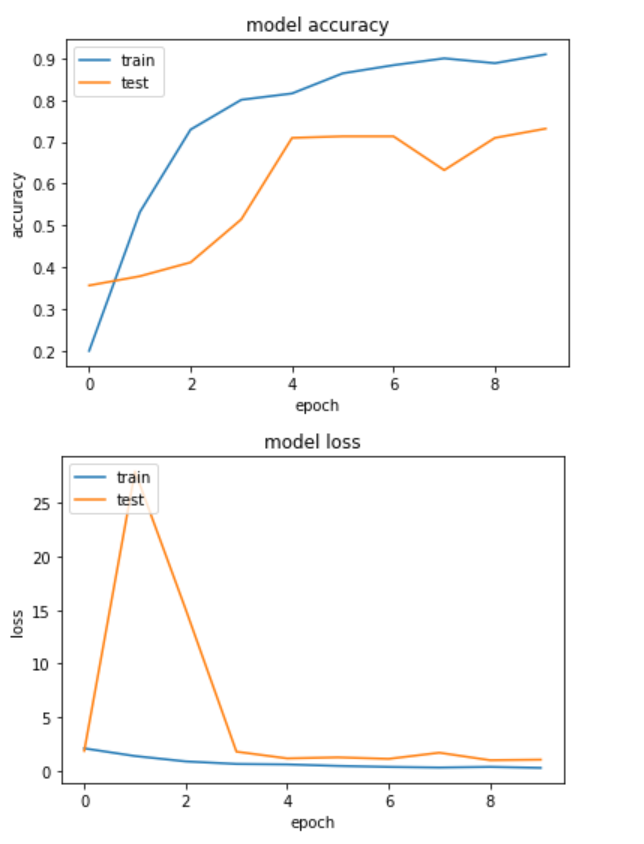 model accuracy
train
test
0.9
0.8
0.7
0.6
0.5
0.4
0.3
0.2
accuracy
0 2 4 6 8
epoch
model loss
train
test
25
20
15
10
5
0
loss
0 2 4 6 8
epoch